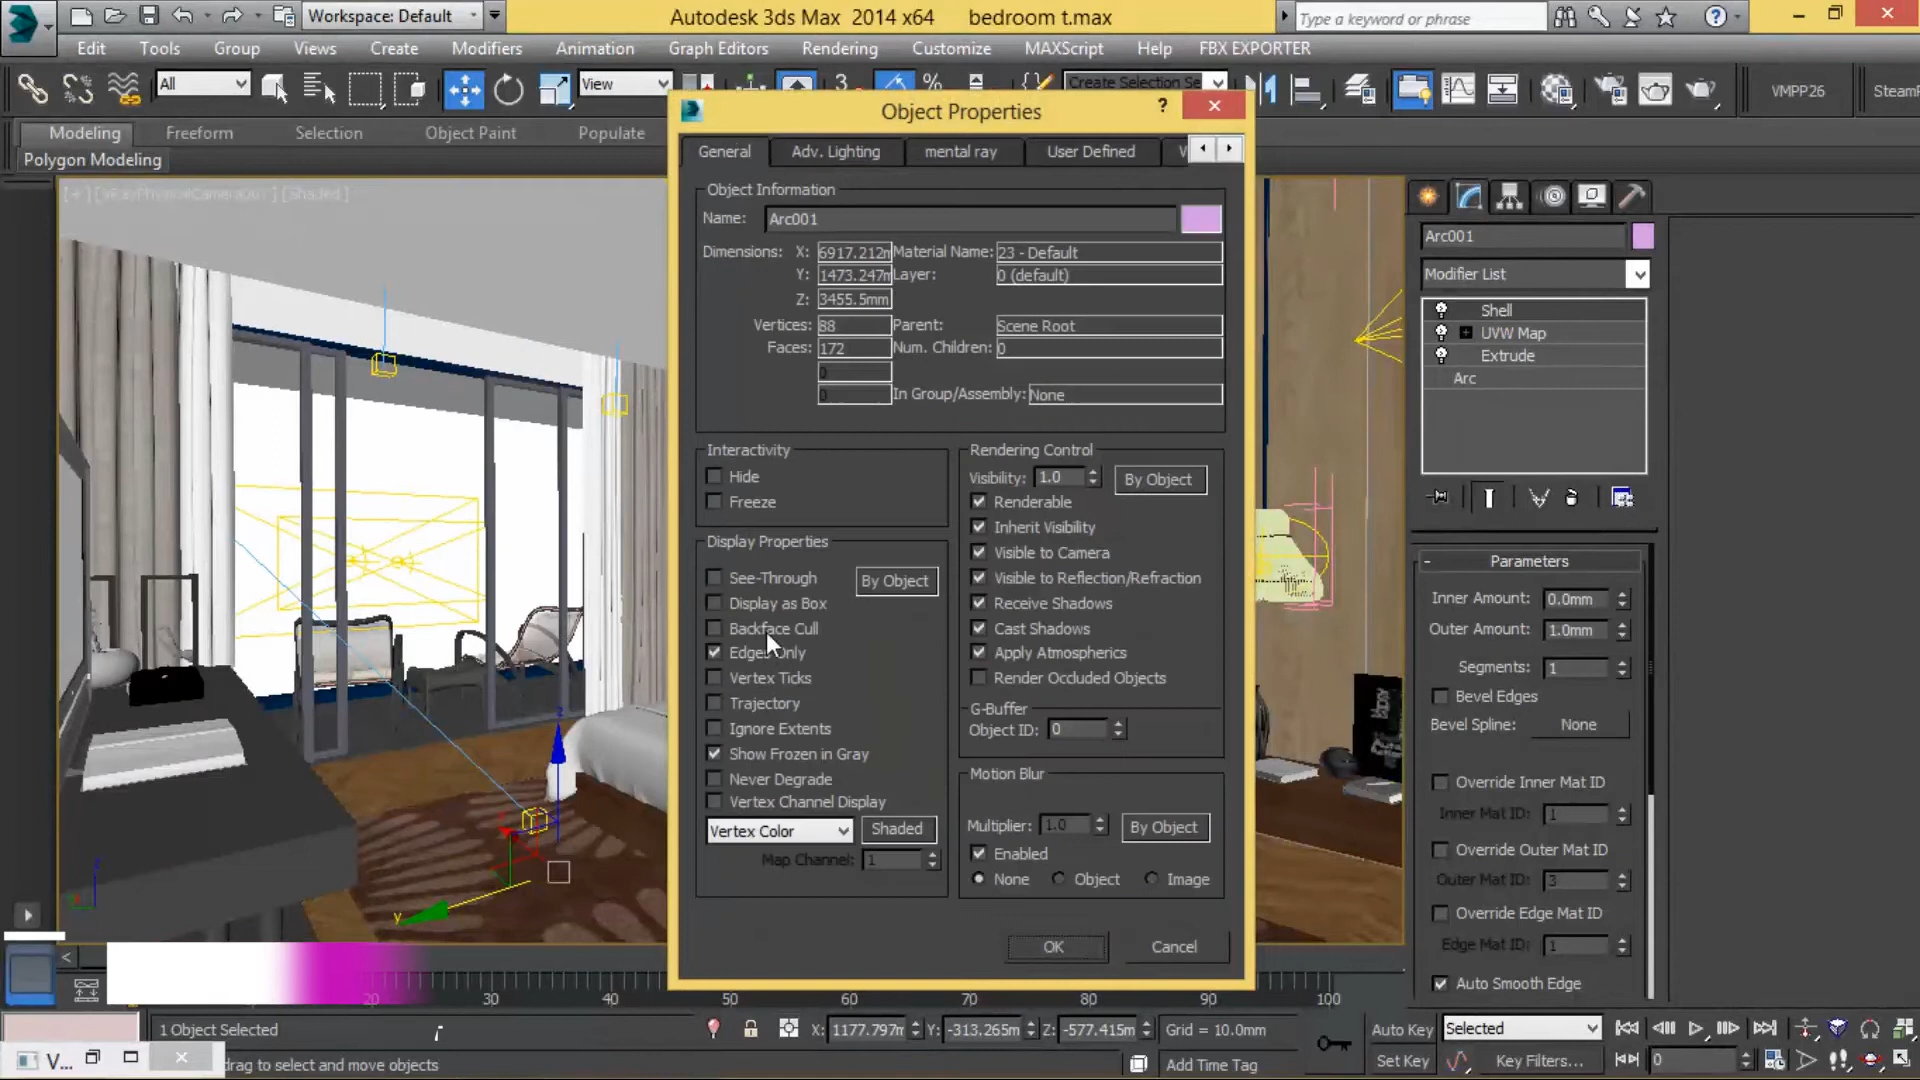 Workspace: Default
Autodesk 3ds Max 2014 x64 bedroom t.max
Type a keyword or phrase
Edit Tools Group Views Create Modifiers Animation Graph Editors Rendering Customize MAXScript Help FBX EXPORTER
All
View
Create Selection Se
VMPP26
Modeling Freeform Selection Object Paint Populate
Polygon Modeling
Object Properties
General Adv. Lighting mental ray User Defined
Object Information
Name: Arc001
Dimensions: X: 6917.212m Material Name: 23 - Default
Y: 1473.247m Layer: 0 (default)
Z: 3455.5mm
Vertices: 88 Parent: Scene Root
Faces: 172 Num. Children: 0
0
0 In Group/Assembly: None
Interactivity
Hide
Freeze
Rendering Control
Visibility: 1.0 By Object
Renderable
Inherit Visibility
Visible to Camera
Visible to Reflection/Refraction
Receive Shadows
Cast Shadows
Apply Atmospherics
Render Occluded Objects
Display Properties
See-Through By Object
Display as Box
Backface Cull
Edges Only
Vertex Ticks
Trajectory
Ignore Extents
Show Frozen in Gray
Never Degrade
Vertex Channel Display
Vertex Color Shaded
Map Channel: 1
G-Buffer
Object ID: 0
Motion Blur
Multiplier: 1.0 By Object
Enabled
None Object Image
OK Cancel
Arc001
Modifier List
Shell
UVW Map
Extrude
Arc
Parameters
Inner Amount: 0.0mm
Outer Amount: 1.0mm
Segments: 1
Bevel Edges
Bevel Spline: None
Override Inner Mat ID
Inner Mat ID: 1
Override Outer Mat ID
Outer Mat ID: 3
Override Edge Mat ID
Edge Mat ID: 1
Auto Smooth Edge
20 30 40 50 60 70 80 90 100
1 Object Selected X: 1177.797m Y: -313.265m Z: -577.415m Grid = 10.0mm Auto Key Selected
V... drag to select and move objects Add Time Tag Set Key Key Filters... 0